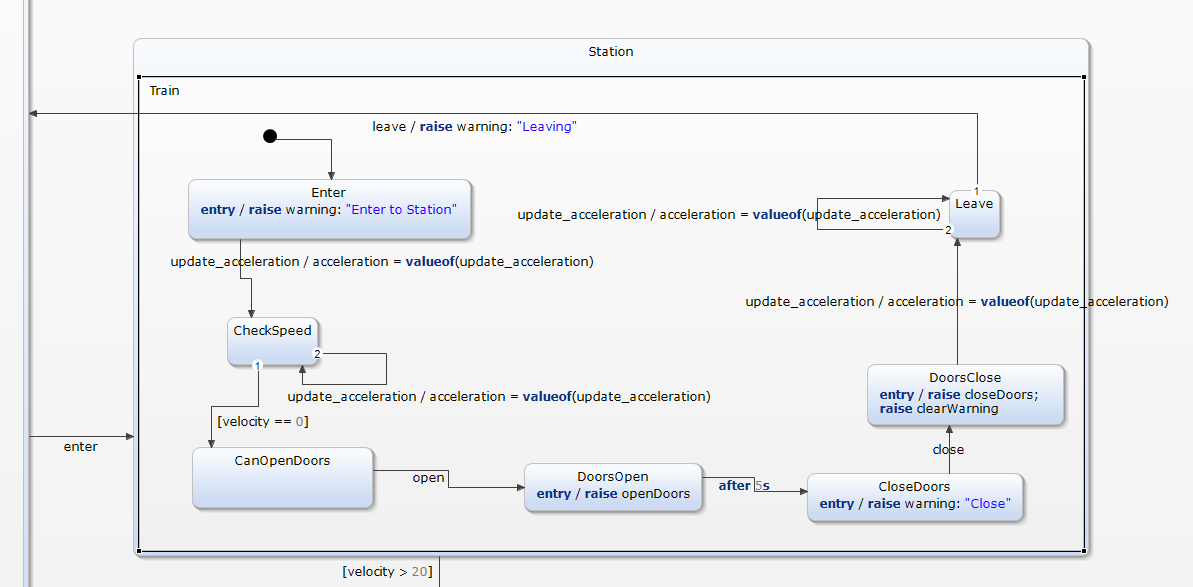 Station
Train
leave / raise warning: "Leaving"
Enter
entry / raise warning: "Enter to Station"
1
Leave
update_acceleration / acceleration = valueof(update_acceleration)
2
update_acceleration / acceleration = valueof(update_acceleration)
update_acceleration / acceleration = valueof(update_acceleration)
CheckSpeed
2
1
DoorsClose
entry / raise closeDoors;
raise clearWarning
update_acceleration / acceleration = valueof(update_acceleration)
[velocity == 0]
enter
close
CanOpenDoors
open
DoorsOpen
entry / raise openDoors
after 5s
CloseDoors
entry / raise warning: "Close"
[velocity > 20]